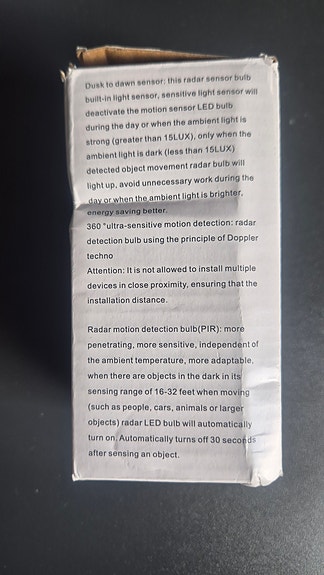 Dusk to dawn sensor: this radar sensor bulb
built-in light sensor, sensitive light sensor will
deactivate the motion sensor LED bulb
during the day or when the ambient light is
strong (greater than 15LUX), only when the
ambient light is dark (less than 15LUX)
detected object movement radar bulb will
light up, avoid unnecessary work during the
day or when the ambient light is brighter,
energy saving better.
360 °ultra-sensitive motion detection: radar
detection bulb using the principle of Doppler
techno
Attention: It is not allowed to install multiple
devices in close proximity, ensuring that the
installation distance.
Radar motion detection bulb(PIR): more
penetrating, more sensitive, independent of
the ambient temperature, more adaptable.
when there are objects in the dark in its
sensing range of 16-32 feet when moving
(such as people, cars, animals or larger
objects) radar LED bulb will automatically
turn on. Automatically turns off 30 seconds
after sensing an object.